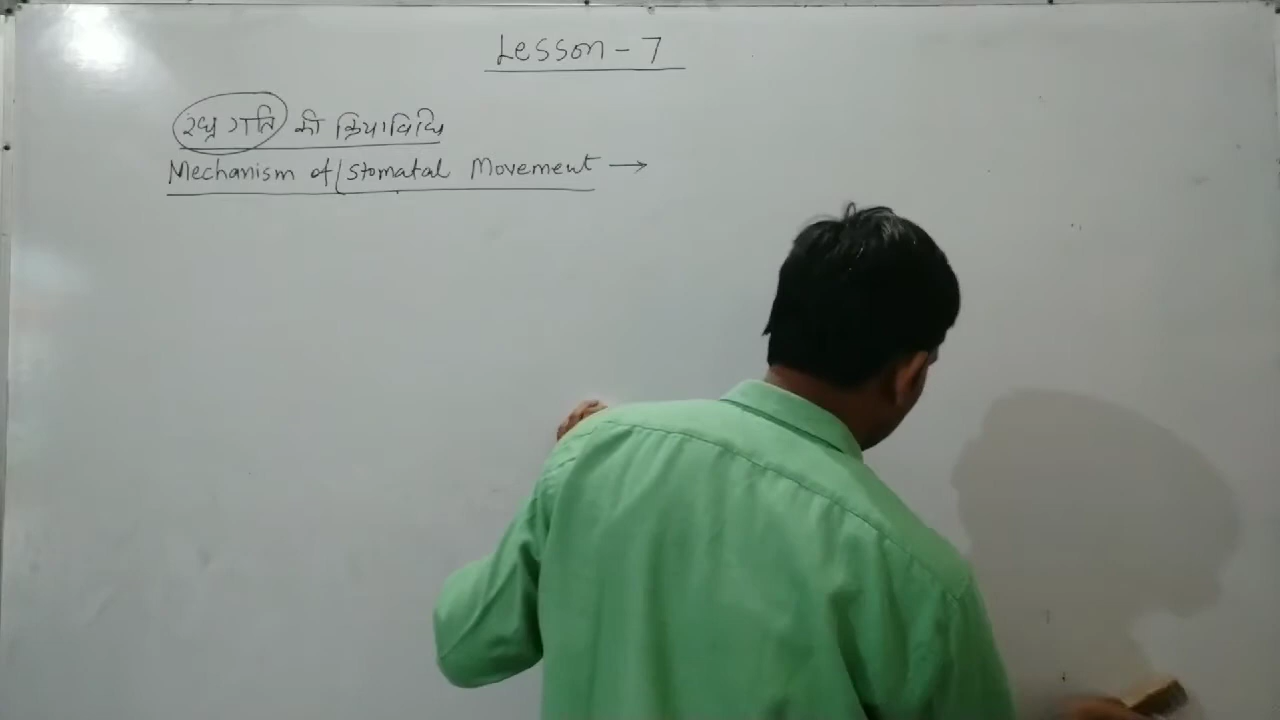 Lesson - 7
रन्ध्र गति की क्रियाविधि
Mechanism of Stomatal Movement →